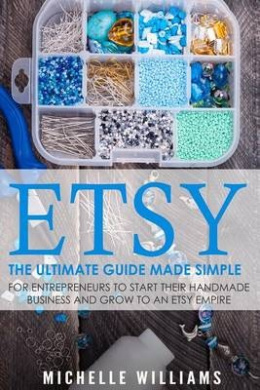 ETSY
THE ULTIMATE GUIDE MADE SIMPLE
FOR ENTREPRENEURS TO START THEIR HANDMADE
BUSINESS AND GROW TO AN ETSY EMPIRE
MICHELLE WILLIAMS